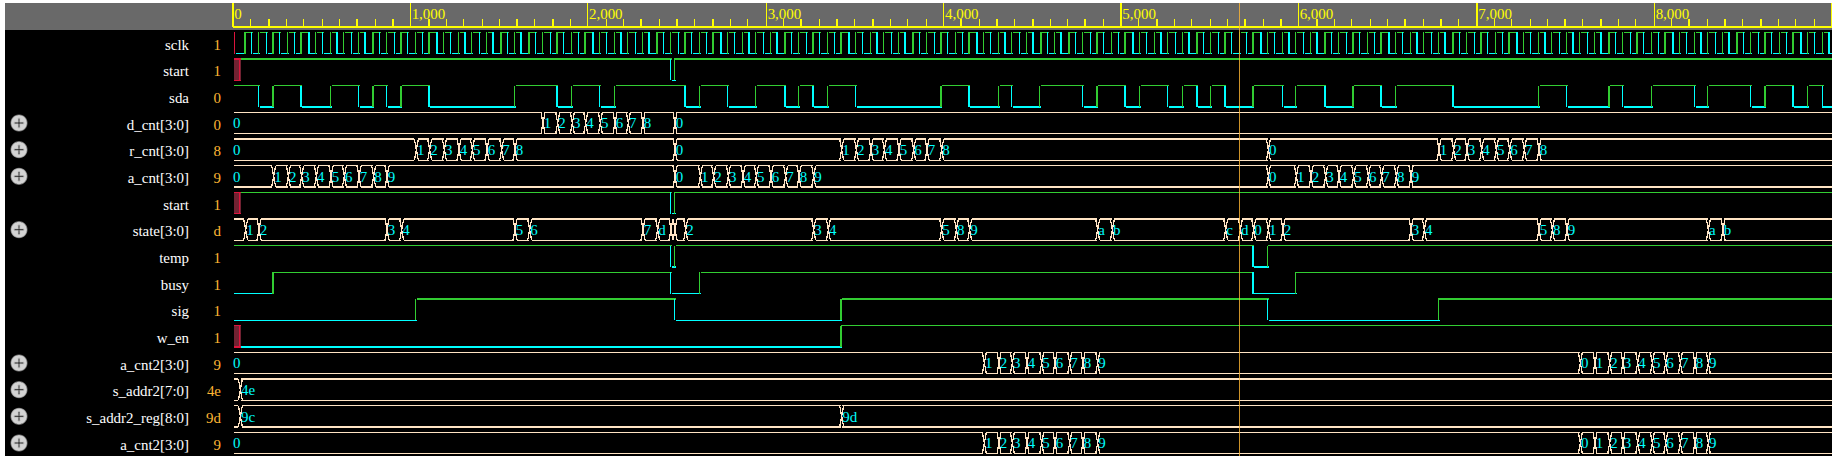 0 1,000 2,000 3,000 4,000 5,000 6,000 7,000 8,000
sclk 1
start 1
sda 0
d_cnt[3:0] 0 0 1 2 3 4 5 6 7 8 0
r_cnt[3:0] 8 0 1 2 3 4 5 6 7 8 0 1 2 3 4 5 6 7 8 0 1 2 3 4 5 6 7 8
a_cnt[3:0] 9 0 1 2 3 4 5 6 7 8 9 0 1 2 3 4 5 6 7 8 9 0 1 2 3 4 5 6 7 8 9
start 1
state[3:0] d 1 2 3 4 5 6 7 d 2 3 4 5 8 9 a b c d 0 1 2 3 4 5 8 9 a b
temp 1
busy 1
sig 1
w_en 1
a_cnt2[3:0] 9 0 1 2 3 4 5 6 7 8 9 0 1 2 3 4 5 6 7 8 9
s_addr2[7:0] 4e 4e
s_addr2_reg[8:0] 9d 9c 9d
a_cnt2[3:0] 9 0 1 2 3 4 5 6 7 8 9 0 1 2 3 4 5 6 7 8 9